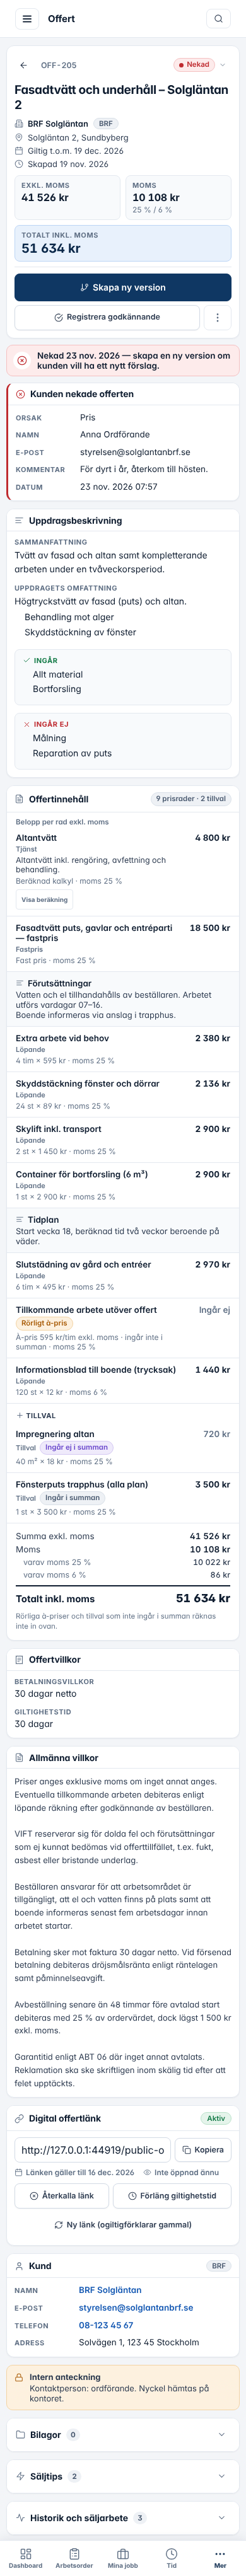 Offert
OFF-205
Nekad
Fasadtvätt och underhåll – Solgläntan
2
BRF Solgläntan BRF
Solgläntan 2, Sundbyberg
Giltig t.o.m. 19 dec. 2026
Skapad 19 nov. 2026
EXKL. MOMS
41 526 kr
MOMS
10 108 kr
25 % / 6 %
TOTALT INKL. MOMS
51 634 kr
Skapa ny version
Registrera godkännande
Nekad 23 nov. 2026 — skapa en ny version om
kunden vill ha ett nytt förslag.
Kunden nekade offerten
ORSAK Pris
NAMN Anna Ordförande
E-POST styrelsen@solglantanbrf.se
KOMMENTAR För dyrt i år, återkom till hösten.
DATUM 23 nov. 2026 07:57
Uppdragsbeskrivning
SAMMANFATTNING
Tvätt av fasad och altan samt kompletterande
arbeten under en tvåveckorsperiod.
UPPDRAGETS OMFATTNING
Högtryckstvätt av fasad (puts) och altan.
Behandling mot alger
Skyddstäckning av fönster
INGÅR
Allt material
Bortforsling
INGÅR EJ
Målning
Reparation av puts
Offertinnehåll
9 prisrader · 2 tillval
Belopp per rad exkl. moms
Altantvätt 4 800 kr
Tjänst
Altantvätt inkl. rengöring, avfettning och
behandling.
Beräknad kalkyl · moms 25 %
Visa beräkning
Fasadtvätt puts, gavlar och entréparti 18 500 kr
— fastpris
Fastpris
Fast pris · moms 25 %
Förutsättningar
Vatten och el tillhandahålls av beställaren. Arbetet
utförs vardagar 07–16.
Boende informeras via anslag i trapphus.
Extra arbete vid behov 2 380 kr
Löpande
4 tim × 595 kr · moms 25 %
Skyddstäckning fönster och dörrar 2 136 kr
Löpande
24 st × 89 kr · moms 25 %
Skylift inkl. transport 2 900 kr
Löpande
2 st × 1 450 kr · moms 25 %
Container för bortforsling (6 m³) 2 900 kr
Löpande
1 st × 2 900 kr · moms 25 %
Tidplan
Start vecka 18, beräknad tid två veckor beroende på
väder.
Slutstädning av gård och entréer 2 970 kr
Löpande
6 tim × 495 kr · moms 25 %
Tillkommande arbete utöver offert Ingår ej
Rörligt à-pris
À-pris 595 kr/tim exkl. moms · ingår inte i
summan · moms 25 %
Informationsblad till boende (trycksak) 1 440 kr
Löpande
120 st × 12 kr · moms 6 %
+ TILLVAL
Impregnering altan 720 kr
Tillval Ingår ej i summan
40 m² × 18 kr · moms 25 %
Fönsterputs trapphus (alla plan) 3 500 kr
Tillval Ingår i summan
1 st × 3 500 kr · moms 25 %
Summa exkl. moms 41 526 kr
Moms 10 108 kr
varav moms 25 % 10 022 kr
varav moms 6 % 86 kr
Totalt inkl. moms 51 634 kr
Rörliga à-priser och tillval som inte ingår i summan räknas
inte in ovan.
Offertvillkor
BETALNINGSVILLKOR
30 dagar netto
GILTIGHETSTID
30 dagar
Allmänna villkor
Priser anges exklusive moms om inget annat anges.
Eventuella tillkommande arbeten debiteras enligt
löpande räkning efter godkännande av beställaren.
VIFT reserverar sig för dolda fel och förutsättningar
som ej kunnat bedömas vid offerttillfället, t.ex. fukt,
asbest eller bristande underlag.
Beställaren ansvarar för att arbetsområdet är
tillgängligt, att el och vatten finns på plats samt att
boende informeras senast fem arbetsdagar innan
arbetet startar.
Betalning sker mot faktura 30 dagar netto. Vid försenad
betalning debiteras dröjsmålsränta enligt räntelagen
samt påminnelseavgift.
Avbeställning senare än 48 timmar före avtalad start
debiteras med 25 % av ordervärdet, dock lägst 1 500 kr
exkl. moms.
Garantitid enligt ABT 06 där inget annat avtalats.
Reklamation ska ske skriftligen inom skälig tid efter att
felet upptäckts.
Digital offertlänk Aktiv
http://127.0.0.1:44919/public-o
Kopiera
Länken gäller till 16 dec. 2026 Inte öppnad ännu
Återkalla länk
Förläng giltighetstid
Ny länk (ogiltigförklarar gammal)
Kund BRF
NAMN BRF Solgläntan
E-POST styrelsen@solglantanbrf.se
TELEFON 08-123 45 67
ADRESS Solvägen 1, 123 45 Stockholm
Intern anteckning
Kontaktperson: ordförande. Nyckel hämtas på
kontoret.
Bilagor 0
Säljtips 2
Historik och säljarbete 3
Dashboard
Arbetsorder
Mina jobb
Tid
Mer